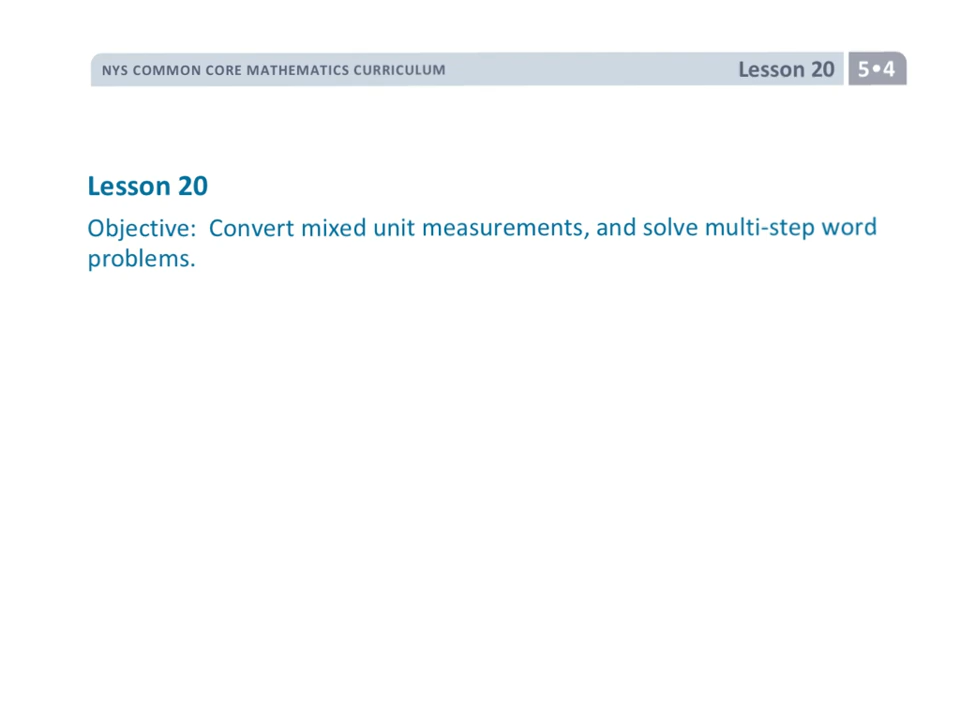 NYS COMMON CORE MATHEMATICS CURRICULUM Lesson 20 5•4
Lesson 20
Objective: Convert mixed unit measurements, and solve multi-step word
problems.